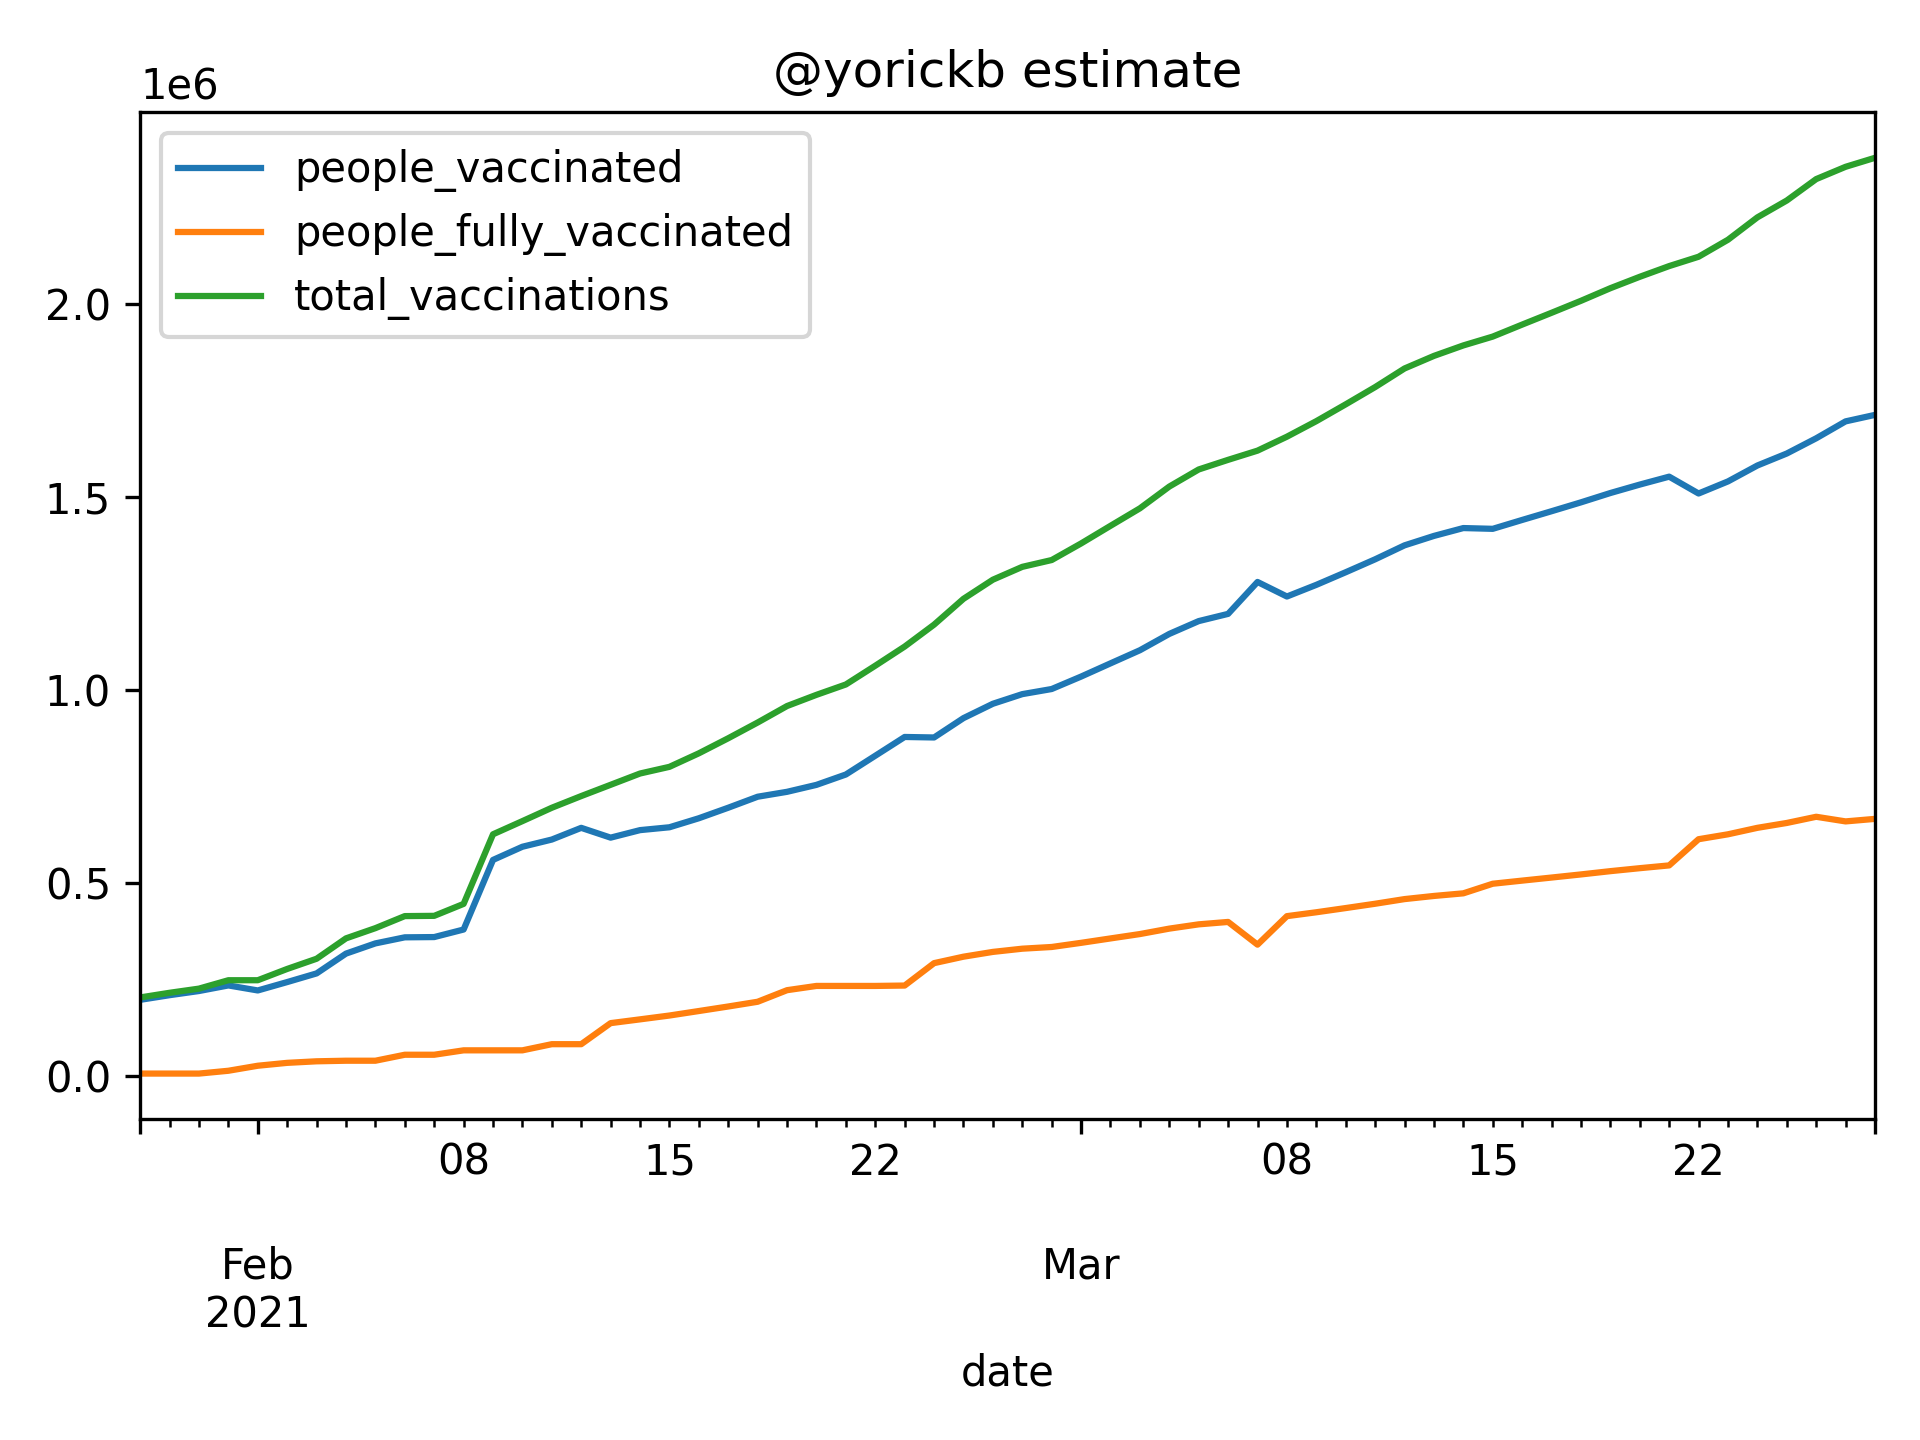 @yorickb estimate
1e6
people_vaccinated
people_fully_vaccinated
total_vaccinations
2.0
1.5
1.0
0.5
0.0
08 15 22 08 15 22
Feb Mar
2021
date